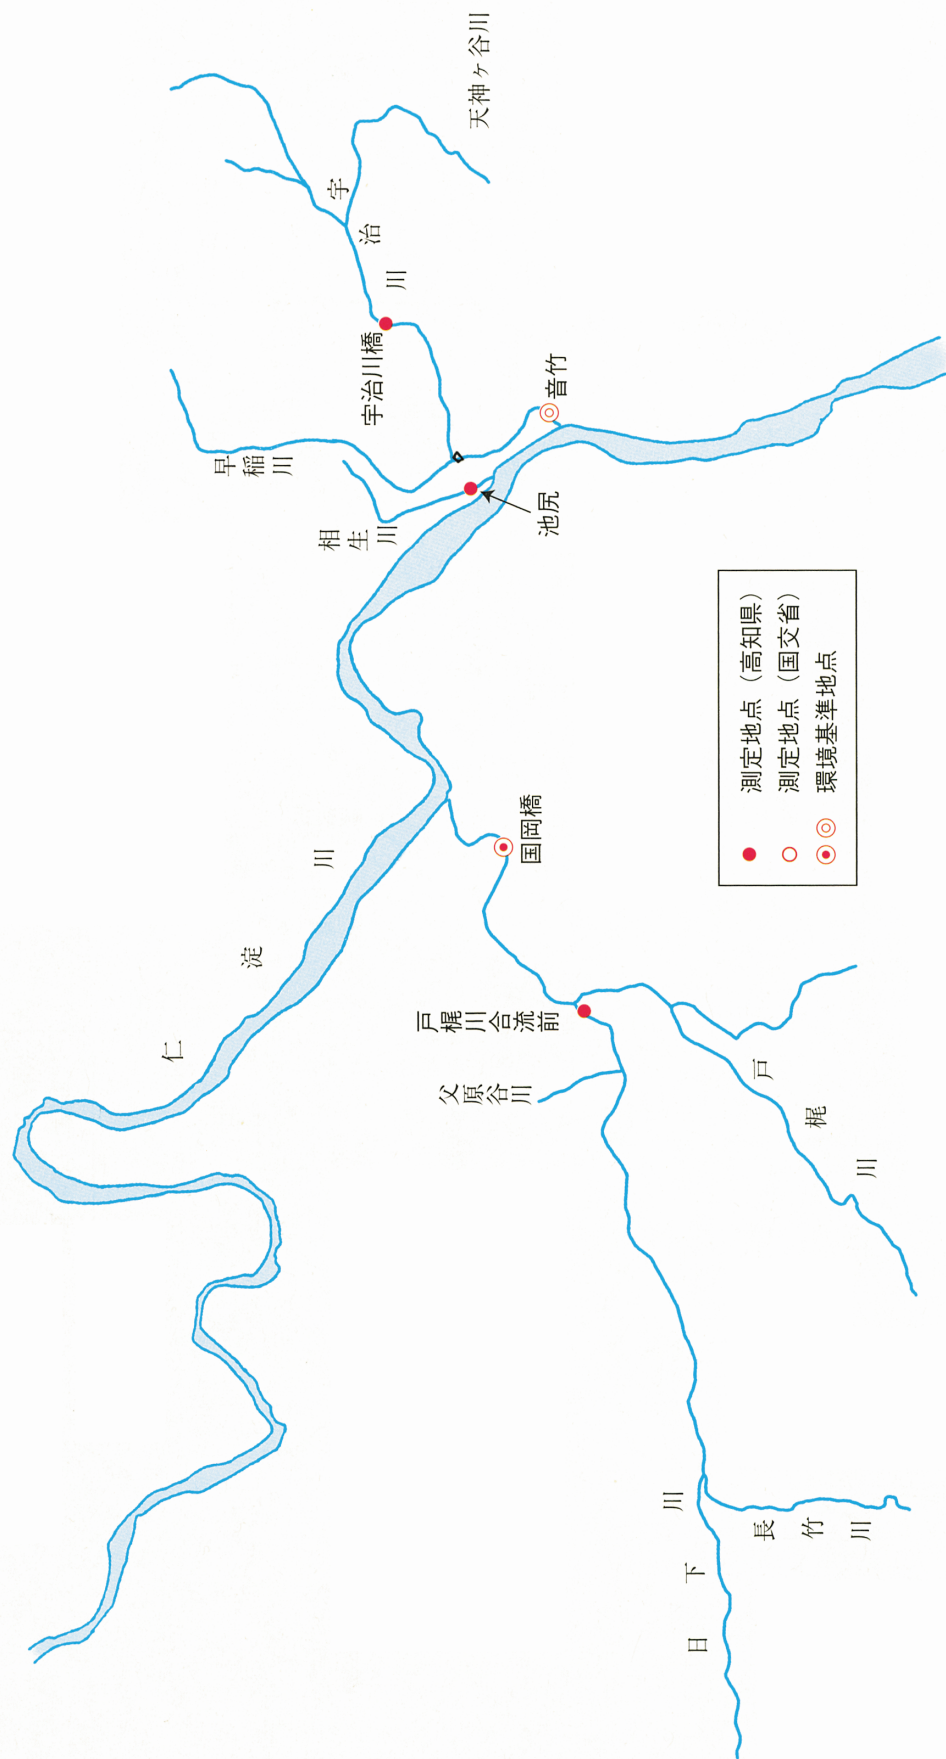 仁淀川
日下川
長竹川
戸梶川
父原谷川
戸梶川合流前
国岡橋
相生川
池尻
早稲川
音竹
宇治川橋
宇治川
天神ヶ谷川
測定地点（高知県）
測定地点（国交省）
環境基準地点